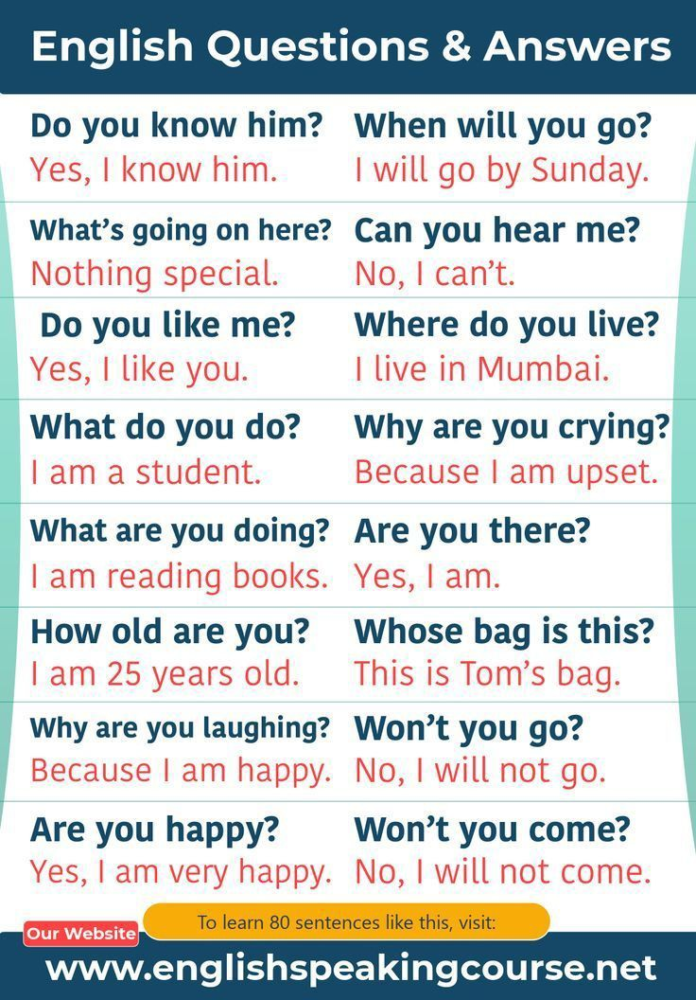 English Questions & Answers
Do you know him?
Yes, I know him.
When will you go?
I will go by Sunday.
What's going on here?
Nothing special.
Can you hear me?
No, I can't.
Do you like me?
Yes, I like you.
Where do you live?
I live in Mumbai.
What do you do?
I am a student.
Why are you crying?
Because I am upset.
What are you doing?
I am reading books.
Are you there?
Yes, I am.
How old are you?
I am 25 years old.
Whose bag is this?
This is Tom's bag.
Why are you laughing?
Because I am happy.
Won't you go?
No, I will not go.
Are you happy?
Yes, I am very happy.
Won't you come?
No, I will not come.
To learn 80 sentences like this, visit:
Our Website
www.englishspeakingcourse.net